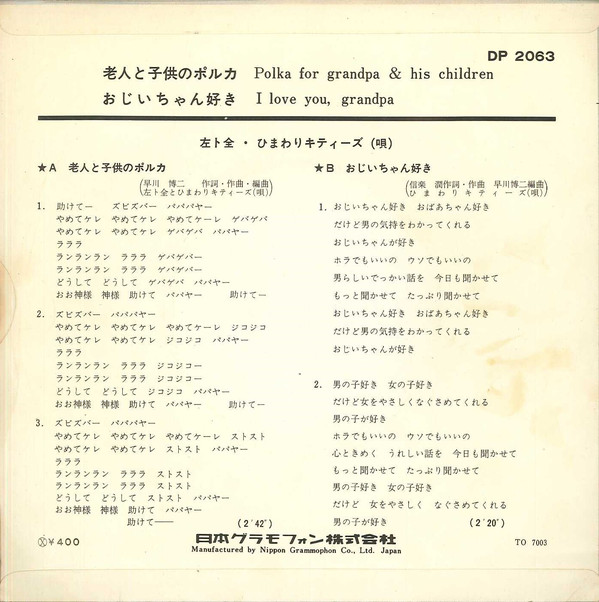 DP 2063
老人と子供のポルカ Polka for grandpa & his children
おじいちゃん好き I love you, grandpa
左卜全・ひまわりキティーズ (唄)
★A 老人と子供のポルカ
(早川 博二 作詞・作曲・編曲
左卜全とひまわりキティーズ(唄))
1. 助けてー ズビズバー パパパヤー
やめてケレ やめてケレ やめてケーレ ゲバゲバ
やめてケレ やめてケレ ゲバゲバ パパヤー
ラララ
ランランラン ラララ ゲバゲバー
ランランラン ラララ ゲバゲバー
どうして どうして ゲバゲバ パパヤー
おお神様 神様 助けて パパヤー 助けてー
2. ズビズバー パパパヤー
やめてケレ やめてケレ やめてケーレ ジコジコ
やめてケレ やめてケレ ジコジコ パパヤー
ラララ
ランランラン ラララ ジコジコー
ランランラン ラララ ジコジコー
どうして どうして ジコジコ パパヤー
おお神様 神様 助けて パパヤー 助けてー
3. ズビズバー パパパヤー
やめてケレ やめてケレ やめてケーレ ストスト
やめてケレ やめてケレ ストスト パパヤー
ラララ
ランランラン ラララ ストスト
ランランラン ラララ ストスト
どうして どうして ストスト パパヤー
おお神様 神様 助けて パパヤー
助けて── (2′42″)
★B おじいちゃん好き
(信楽 潤作詞・作曲 早川博二編曲
ひまわりキティーズ(唄))
1. おじいちゃん好き おばあちゃん好き
だけど男の気持をわかってくれる
おじいちゃんが好き
ホラでもいいの ウソでもいいの
男らしいでっかい話を 今日も聞かせて
もっと聞かせて たっぷり聞かせて
おじいちゃん好き おばあちゃん好き
だけど男の気持をわかってくれる
おじいちゃんが好き
2. 男の子好き 女の子好き
だけど女をやさしくなぐさめてくれる
男の子が好き
ホラでもいいの ウソでもいいの
心ときめく うれしい話を 今日も聞かせて
もっと聞かせて たっぷり聞かせて
男の子好き 女の子好き
だけど 女をやさしく なぐさめてくれる
男の子が好き (2′20″)
Ⓧ¥400
日本グラモフォン株式会社
Manufactured by Nippon Grammophon Co., Ltd. Japan
TO 7003